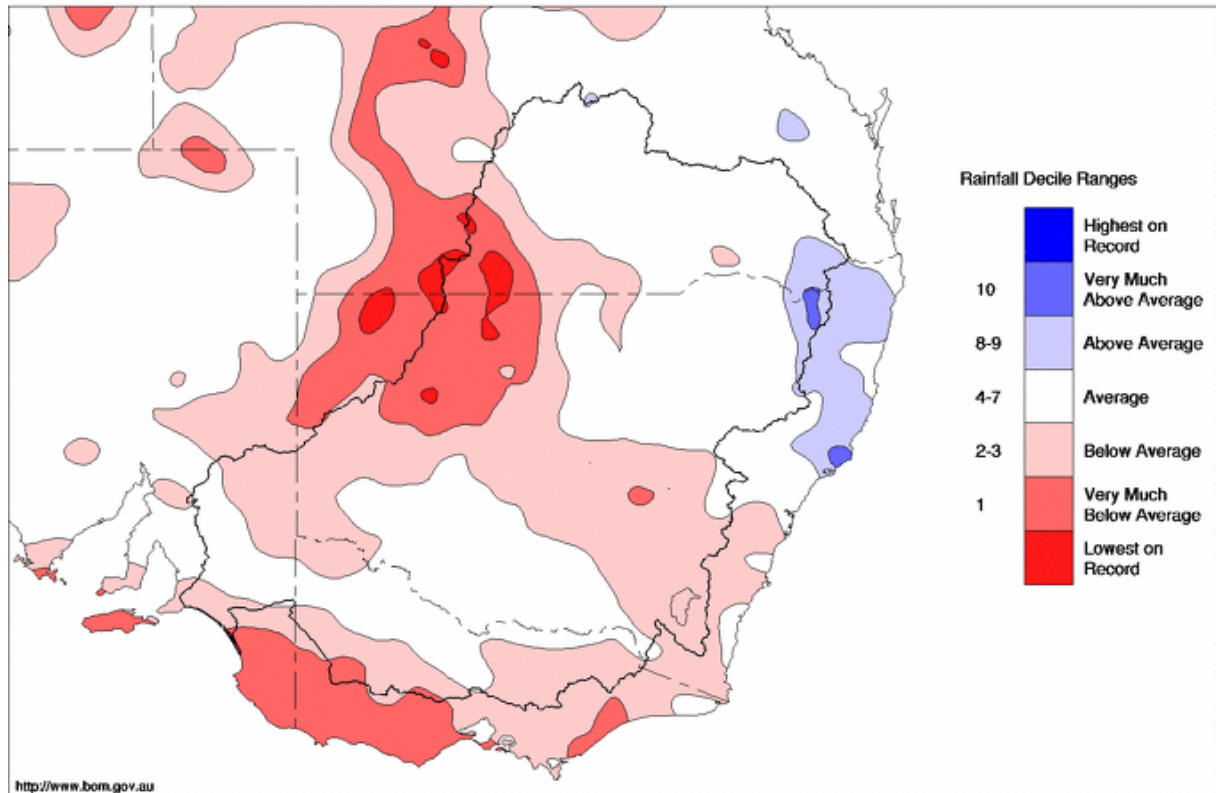 Rainfall Decile Ranges
Highest on
Record
10
Very Much
Above Average
8-9
Above Average
4-7
Average
2-3
Below Average
1
Very Much
Below Average
Lowest on
Record
http://www.bom.gov.au